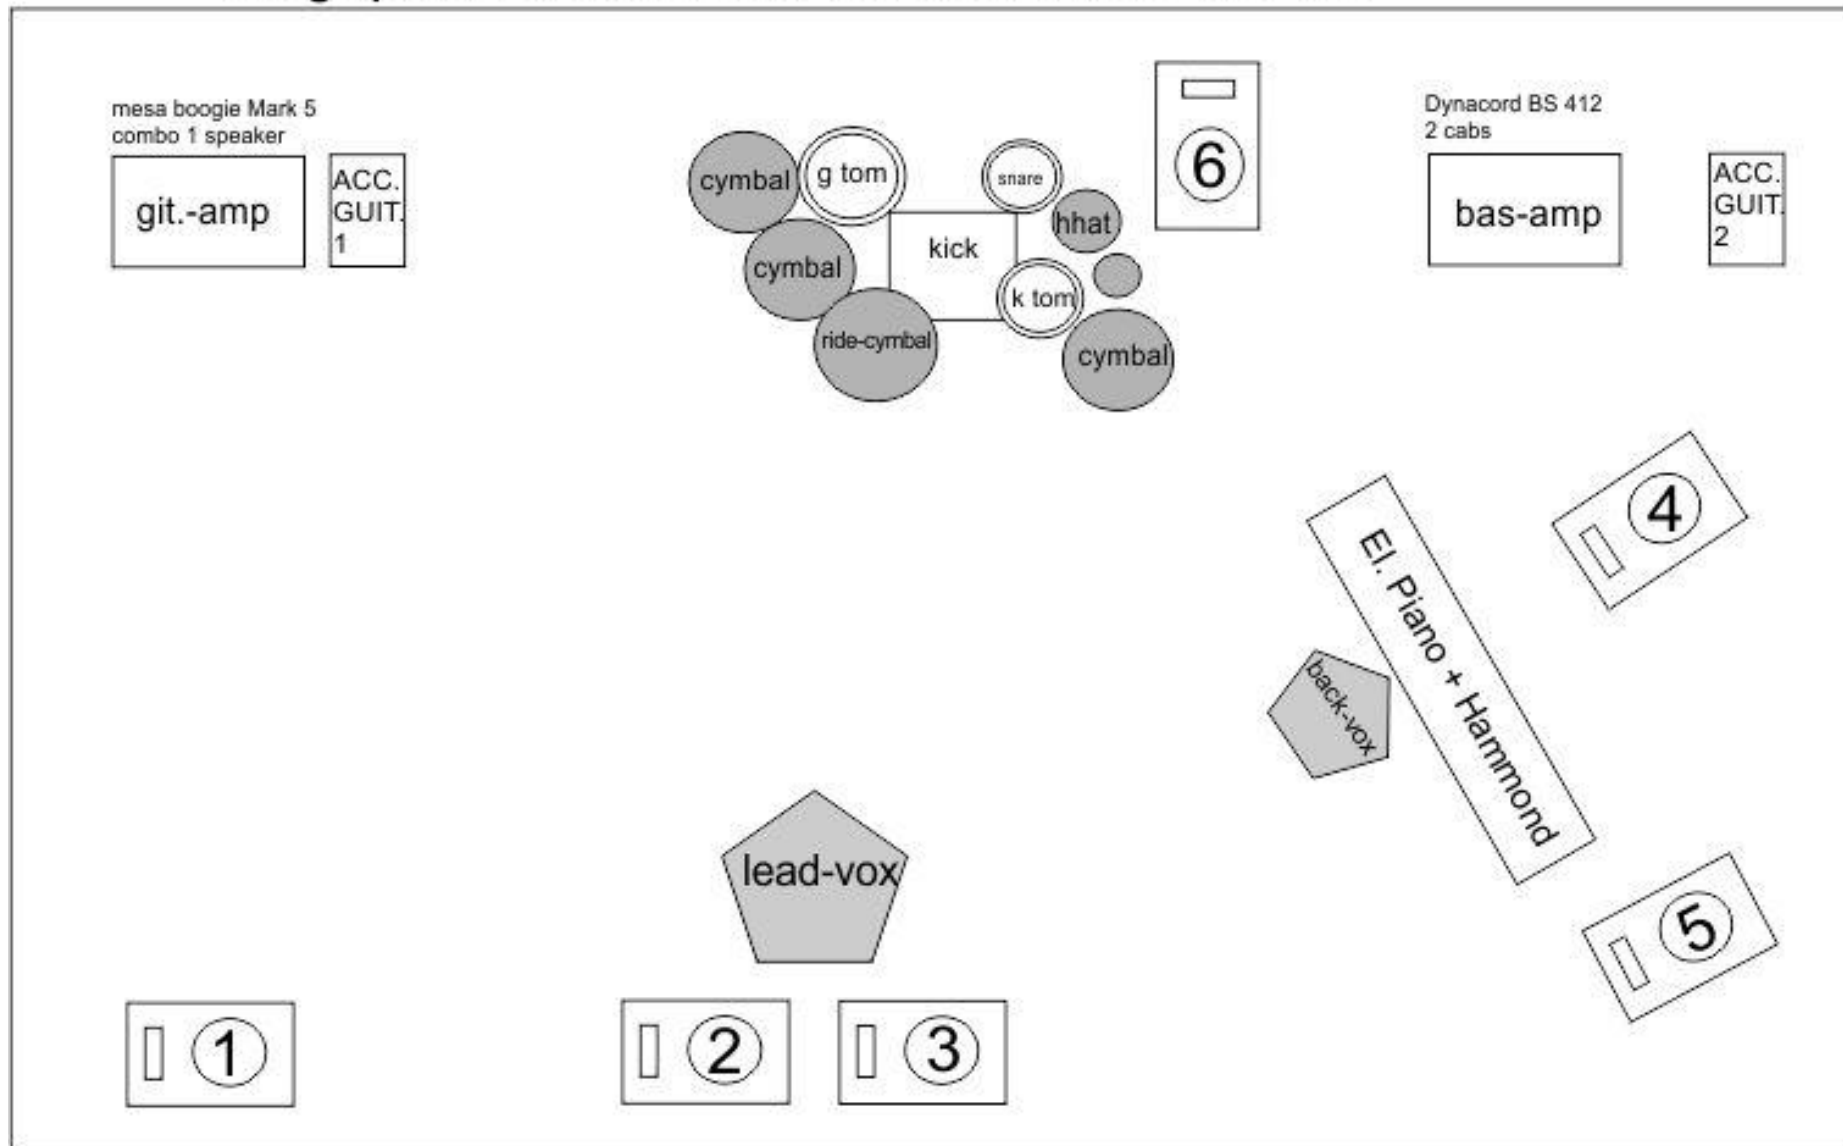 mesa boogie Mark 5
combo 1 speaker
git.-amp
ACC.
GUIT.
1
cymbal
g tom
snare
6
Dynacord BS 412
2 cabs
bas-amp
ACC.
GUIT.
2
hhat
kick
cymbal
k tom
ride-cymbal
cymbal
4
El. Piano + Hammond
back-vox
lead-vox
5
1
2
3